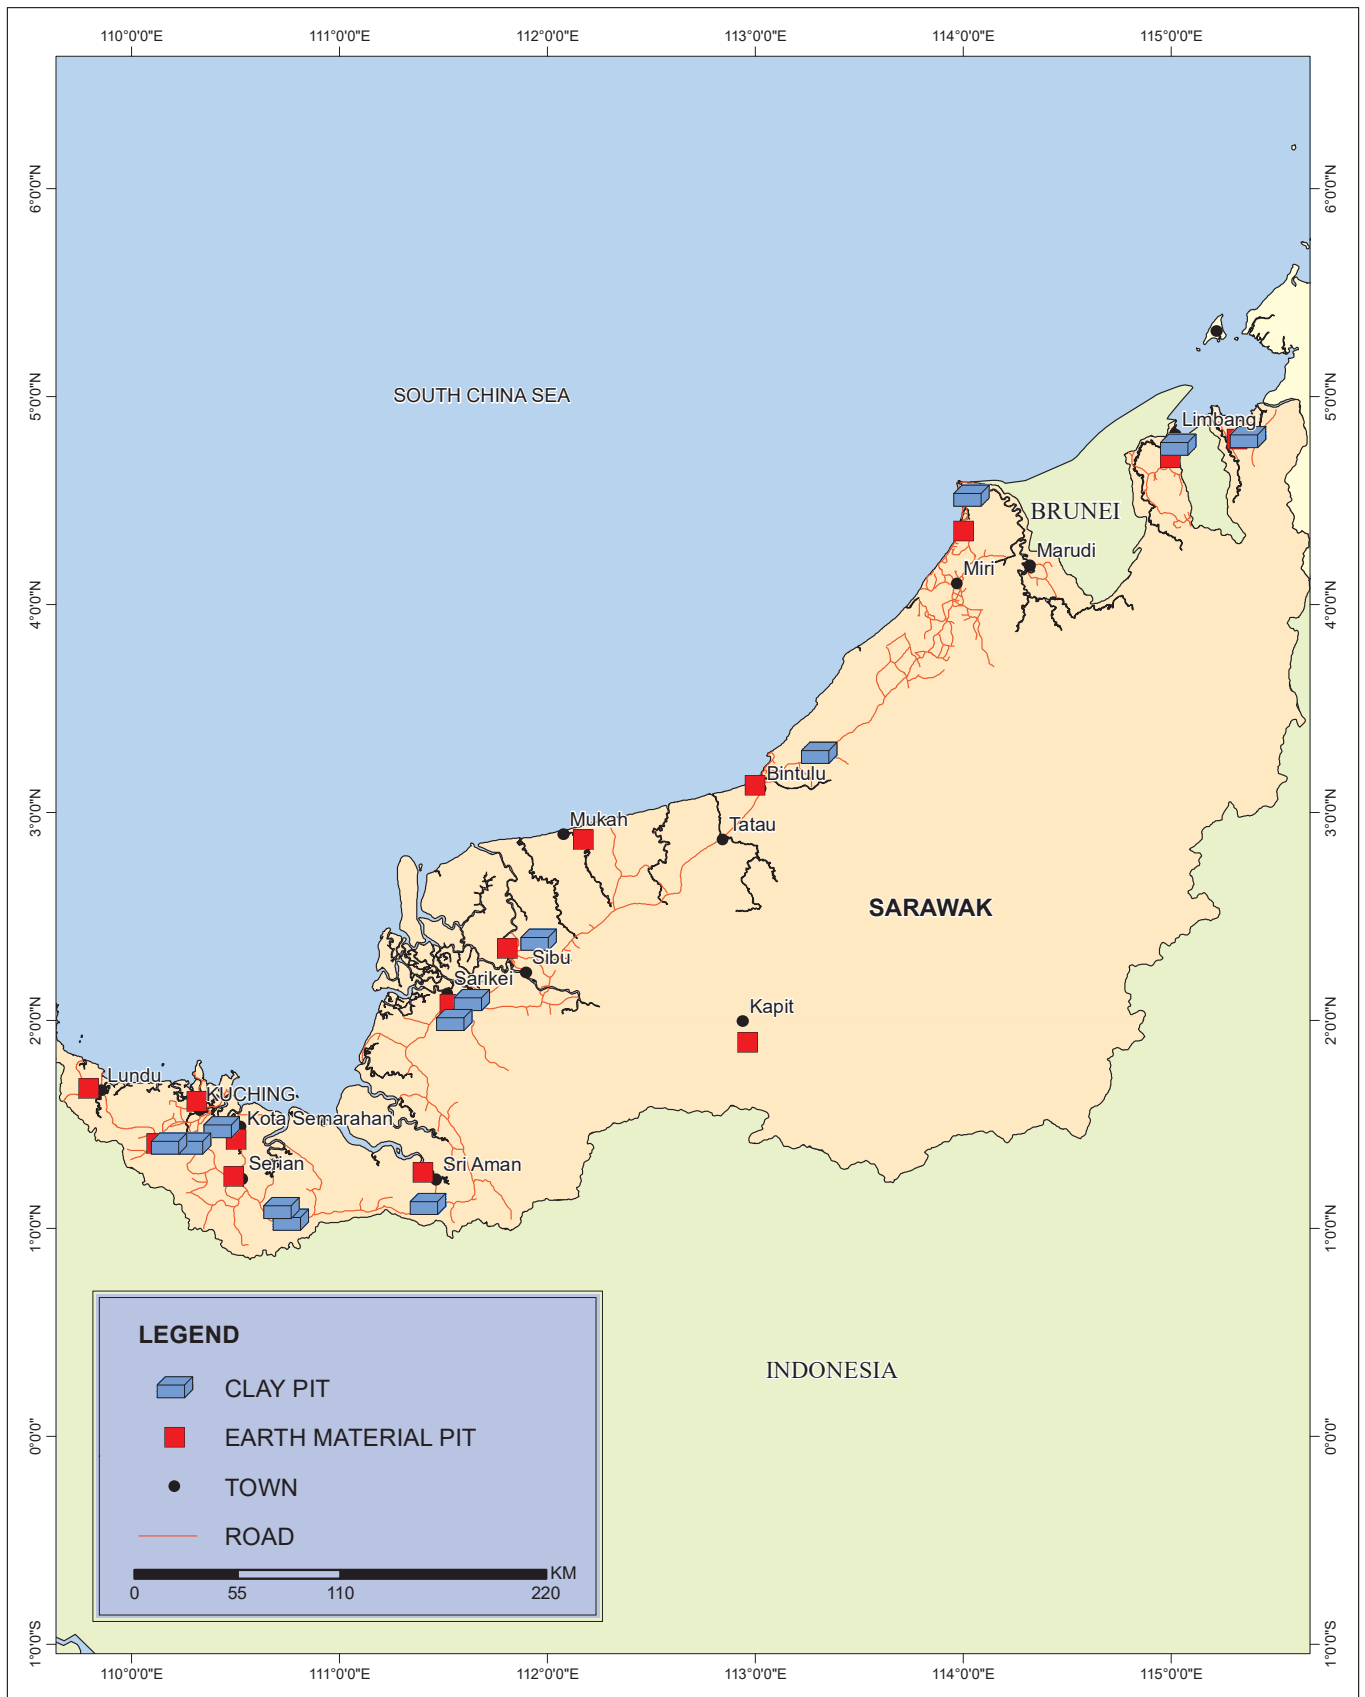 110°0'0"E 111°0'0"E 112°0'0"E 113°0'0"E 114°0'0"E 115°0'0"E
6°0'0"N 6°0'0"N
5°0'0"N 5°0'0"N
SOUTH CHINA SEA
Limbang
BRUNEI
Marudi
Miri
4°0'0"N 4°0'0"N
Bintulu
3°0'0"N 3°0'0"N
Mukah
Tatau
SARAWAK
Sibu
Sarikei
Kapit
2°0'0"N 2°0'0"N
Lundu
KUCHING
Kota Semarahan
Serian
Sri Aman
1°0'0"N 1°0'0"N
LEGEND
CLAY PIT
EARTH MATERIAL PIT
TOWN
ROAD
KM
0 55 110 220
INDONESIA
0°0'0" 0°0'0"
1°0'0"S 1°0'0"S
110°0'0"E 111°0'0"E 112°0'0"E 113°0'0"E 114°0'0"E 115°0'0"E